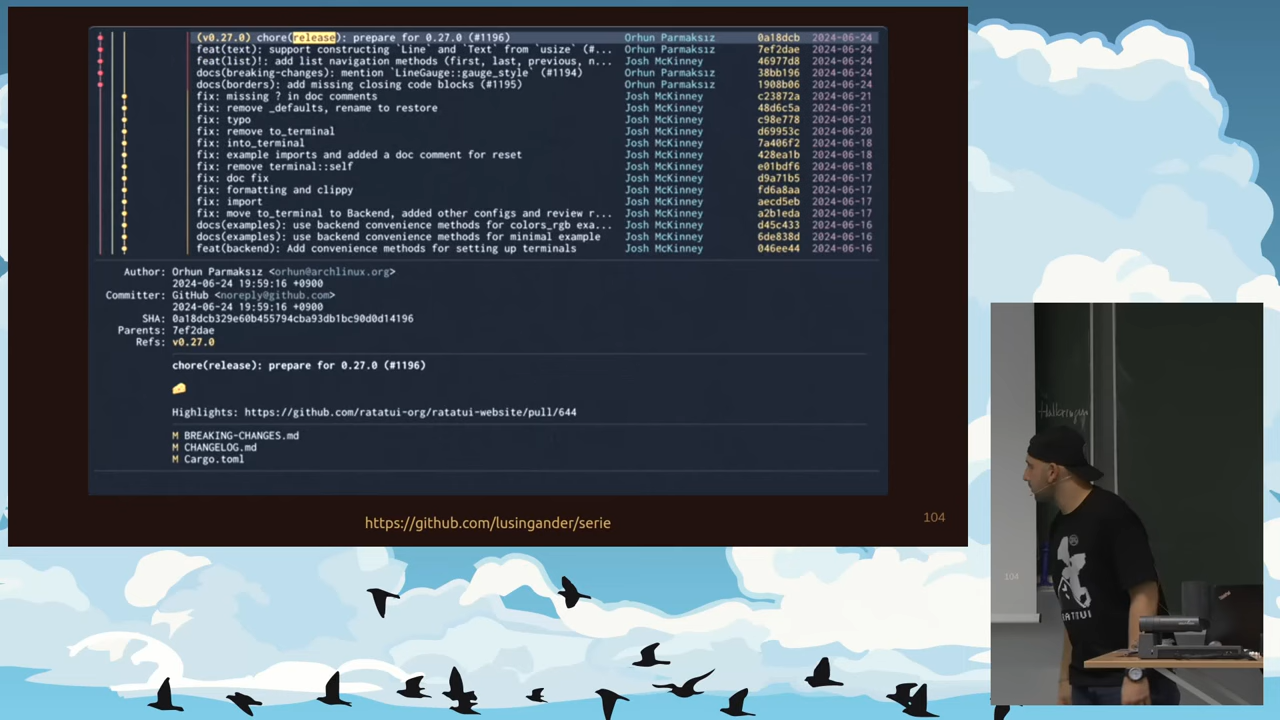 (v0.27.0) chore(release): prepare for 0.27.0 (#1196) Orhun Parmaksız 0a18dcb 2024-06-24
feat(text): support constructing `Line` and `Text` from `usize` (#... Orhun Parmaksız 7ef2dae 2024-06-24
feat(list)!: add list navigation methods (first, last, previous, n... Josh McKinney 46977d8 2024-06-24
docs(breaking-changes): mention `LineGauge::gauge_style` (#1194) Orhun Parmaksız 38bb196 2024-06-24
docs(borders): add missing closing code blocks (#1195) Orhun Parmaksız 1908b06 2024-06-24
fix: missing ? in doc comments Josh McKinney c23872a 2024-06-21
fix: remove _defaults, rename to restore Josh McKinney 48d6c5a 2024-06-21
fix: typo Josh McKinney c98e778 2024-06-21
fix: remove to_terminal Josh McKinney d69953c 2024-06-20
fix: into_terminal Josh McKinney 7a406f2 2024-06-18
fix: example imports and added a doc comment for reset Josh McKinney 428ea1b 2024-06-18
fix: remove terminal::self Josh McKinney e01bdf6 2024-06-18
fix: doc fix Josh McKinney d9a71b5 2024-06-17
fix: formatting and clippy Josh McKinney fd6a8aa 2024-06-17
fix: import Josh McKinney aecd5eb 2024-06-17
fix: move to_terminal to Backend, added other configs and review r... Josh McKinney a2b1eda 2024-06-17
docs(examples): use backend convenience methods for colors_rgb exa... Josh McKinney d45c433 2024-06-16
docs(examples): use backend convenience methods for minimal example Josh McKinney 6de838d 2024-06-16
feat(backend): Add convenience methods for setting up terminals Josh McKinney 046ee44 2024-06-16
Author: Orhun Parmaksız <orhun@archlinux.org>
2024-06-24 19:59:16 +0900
Committer: GitHub <noreply@github.com>
2024-06-24 19:59:16 +0900
SHA: 0a18dcb329e60b455794cba93db1bc90d0d14196
Parents: 7ef2dae
Refs: v0.27.0
chore(release): prepare for 0.27.0 (#1196)
Highlights: https://github.com/ratatui-org/ratatui-website/pull/644
M BREAKING-CHANGES.md
M CHANGELOG.md
M Cargo.toml
https://github.com/lusingander/serie
104
104